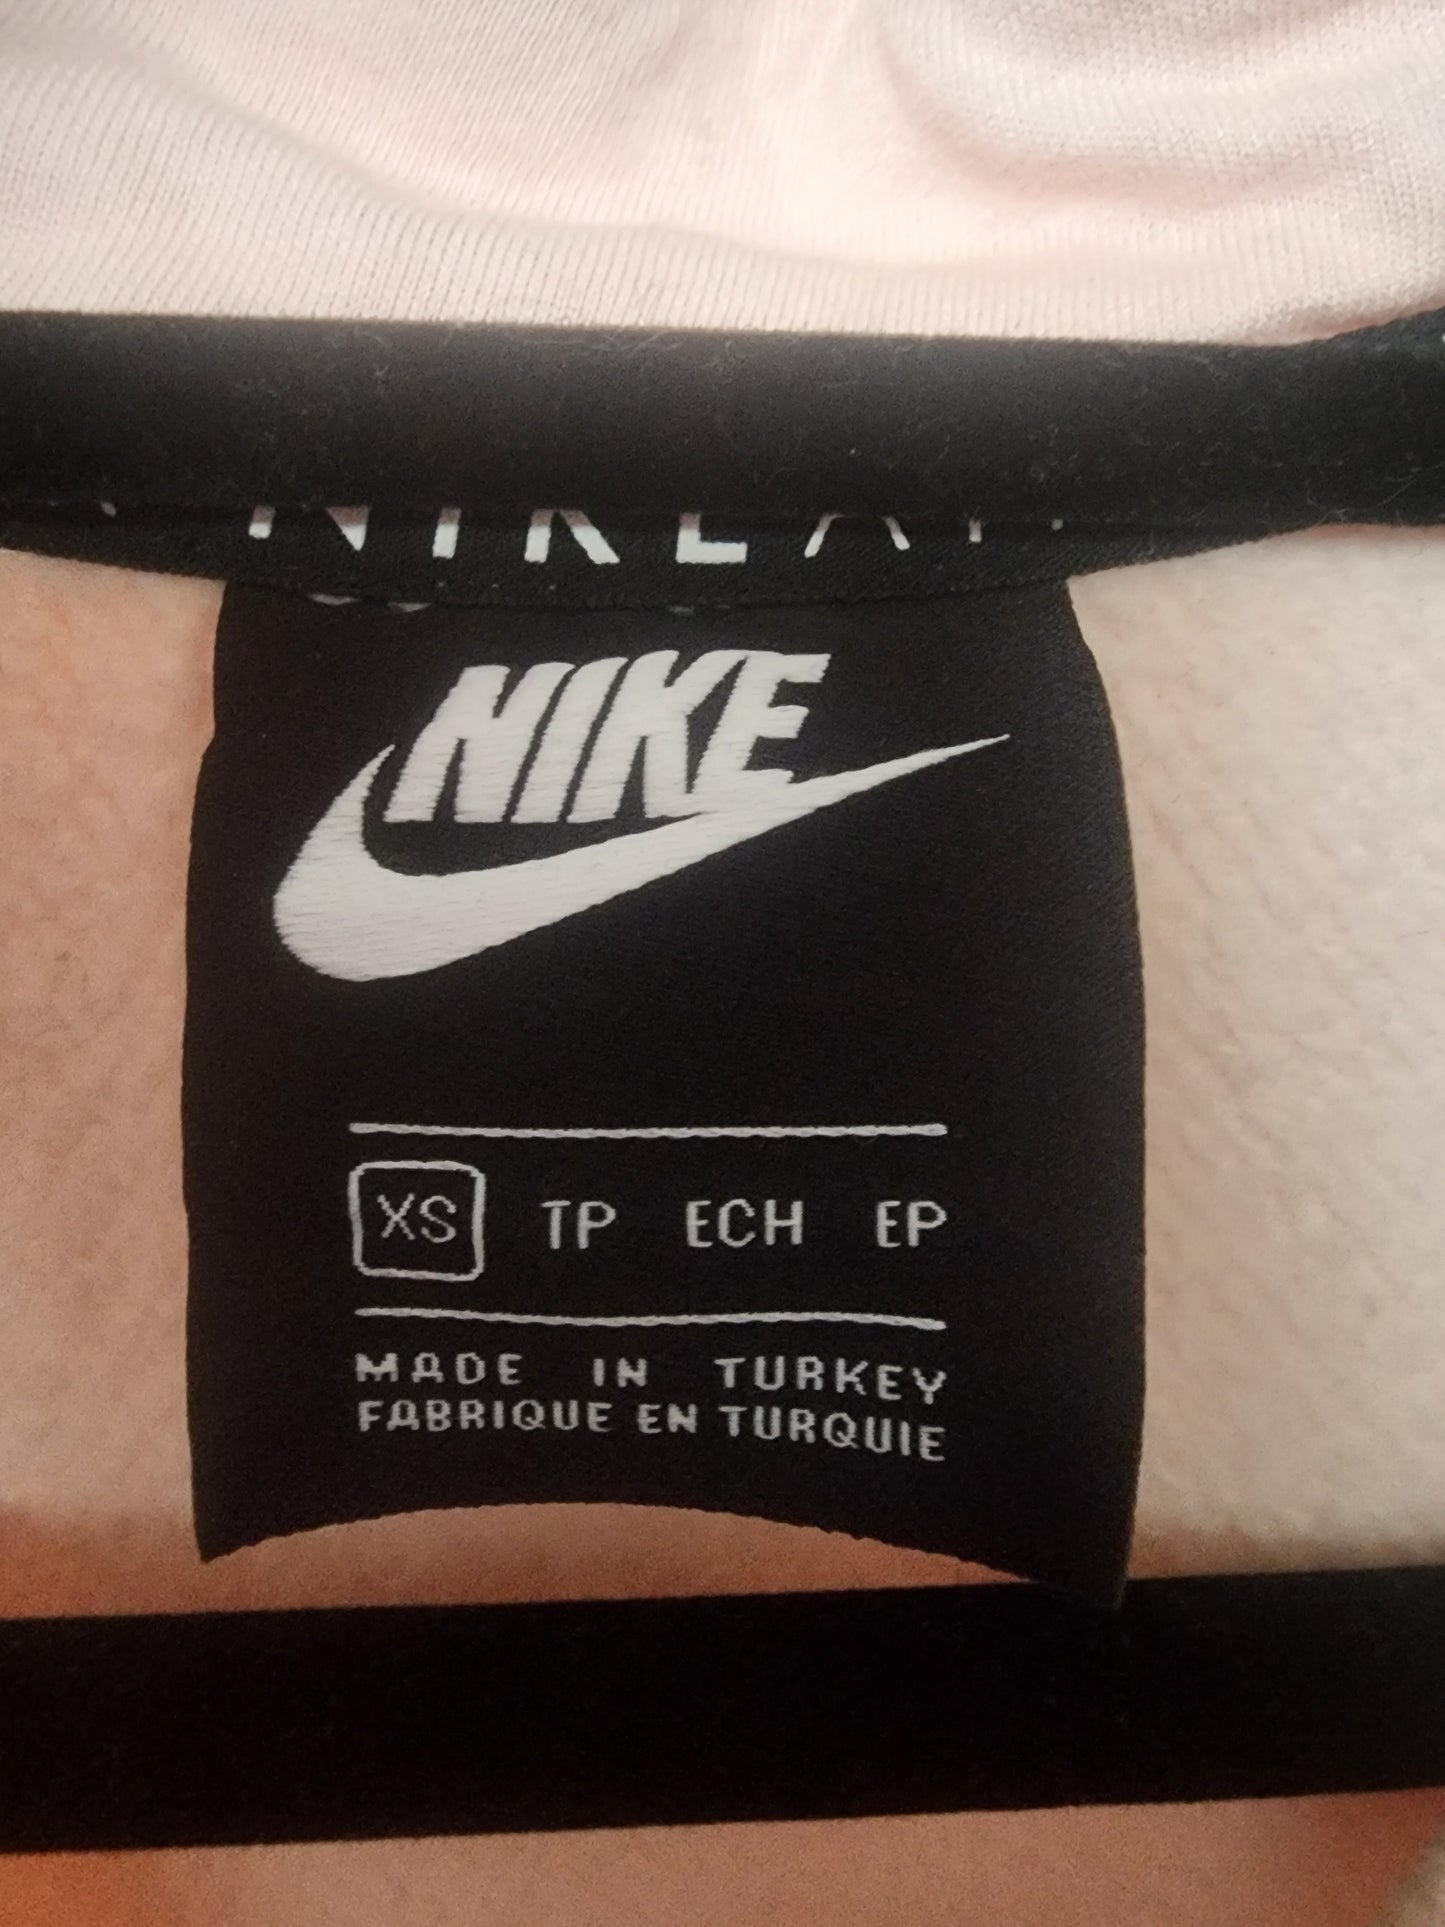 NIKE
XS TP ECH EP
MADE IN TURKEY
FABRIQUE EN TURQUIE